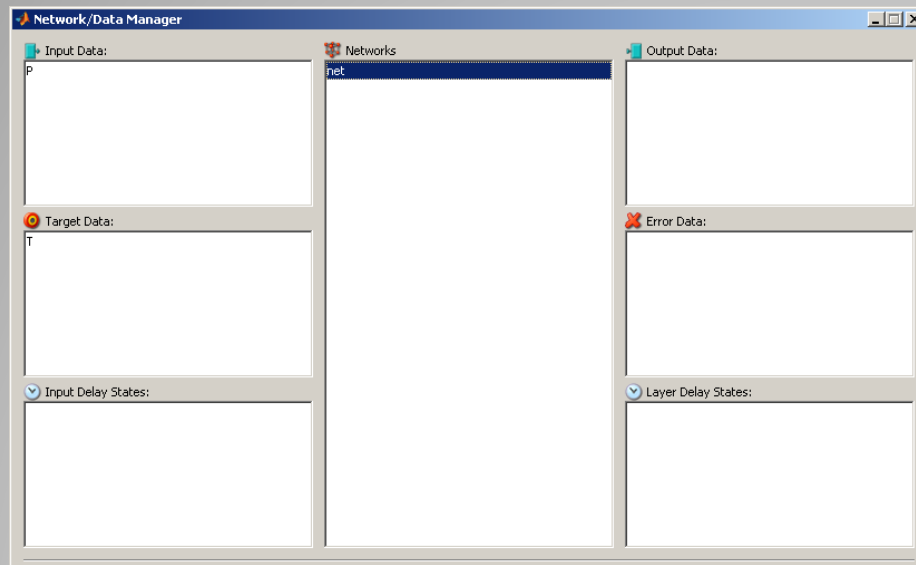 Network/Data Manager
Input Data:
P
Networks
net
Output Data:
Target Data:
T
Error Data:
Input Delay States:
Layer Delay States: